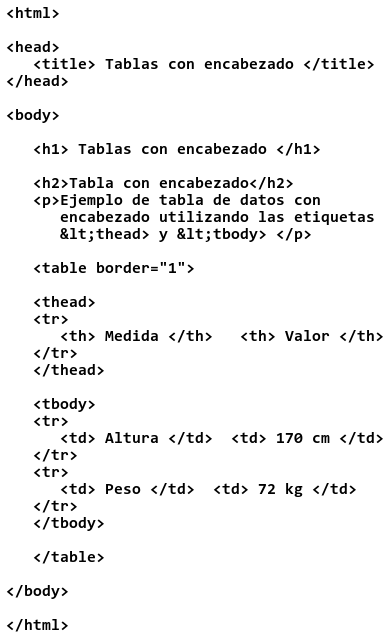 <html>
<head>
<title> Tablas con encabezado </title>
</head>
<body>
<h1> Tablas con encabezado </h1>
<h2>Tabla con encabezado</h2>
<p>Ejemplo de tabla de datos con
encabezado utilizando las etiquetas
&lt;thead> y &lt;tbody> </p>
<table border="1">
<thead>
<tr>
<th> Medida </th>   <th> Valor </th>
</tr>
</thead>
<tbody>
<tr>
<td> Altura </td>  <td> 170 cm </td>
</tr>
<tr>
<td> Peso </td>  <td> 72 kg </td>
</tr>
</tbody>
</table>
</body>
</html>